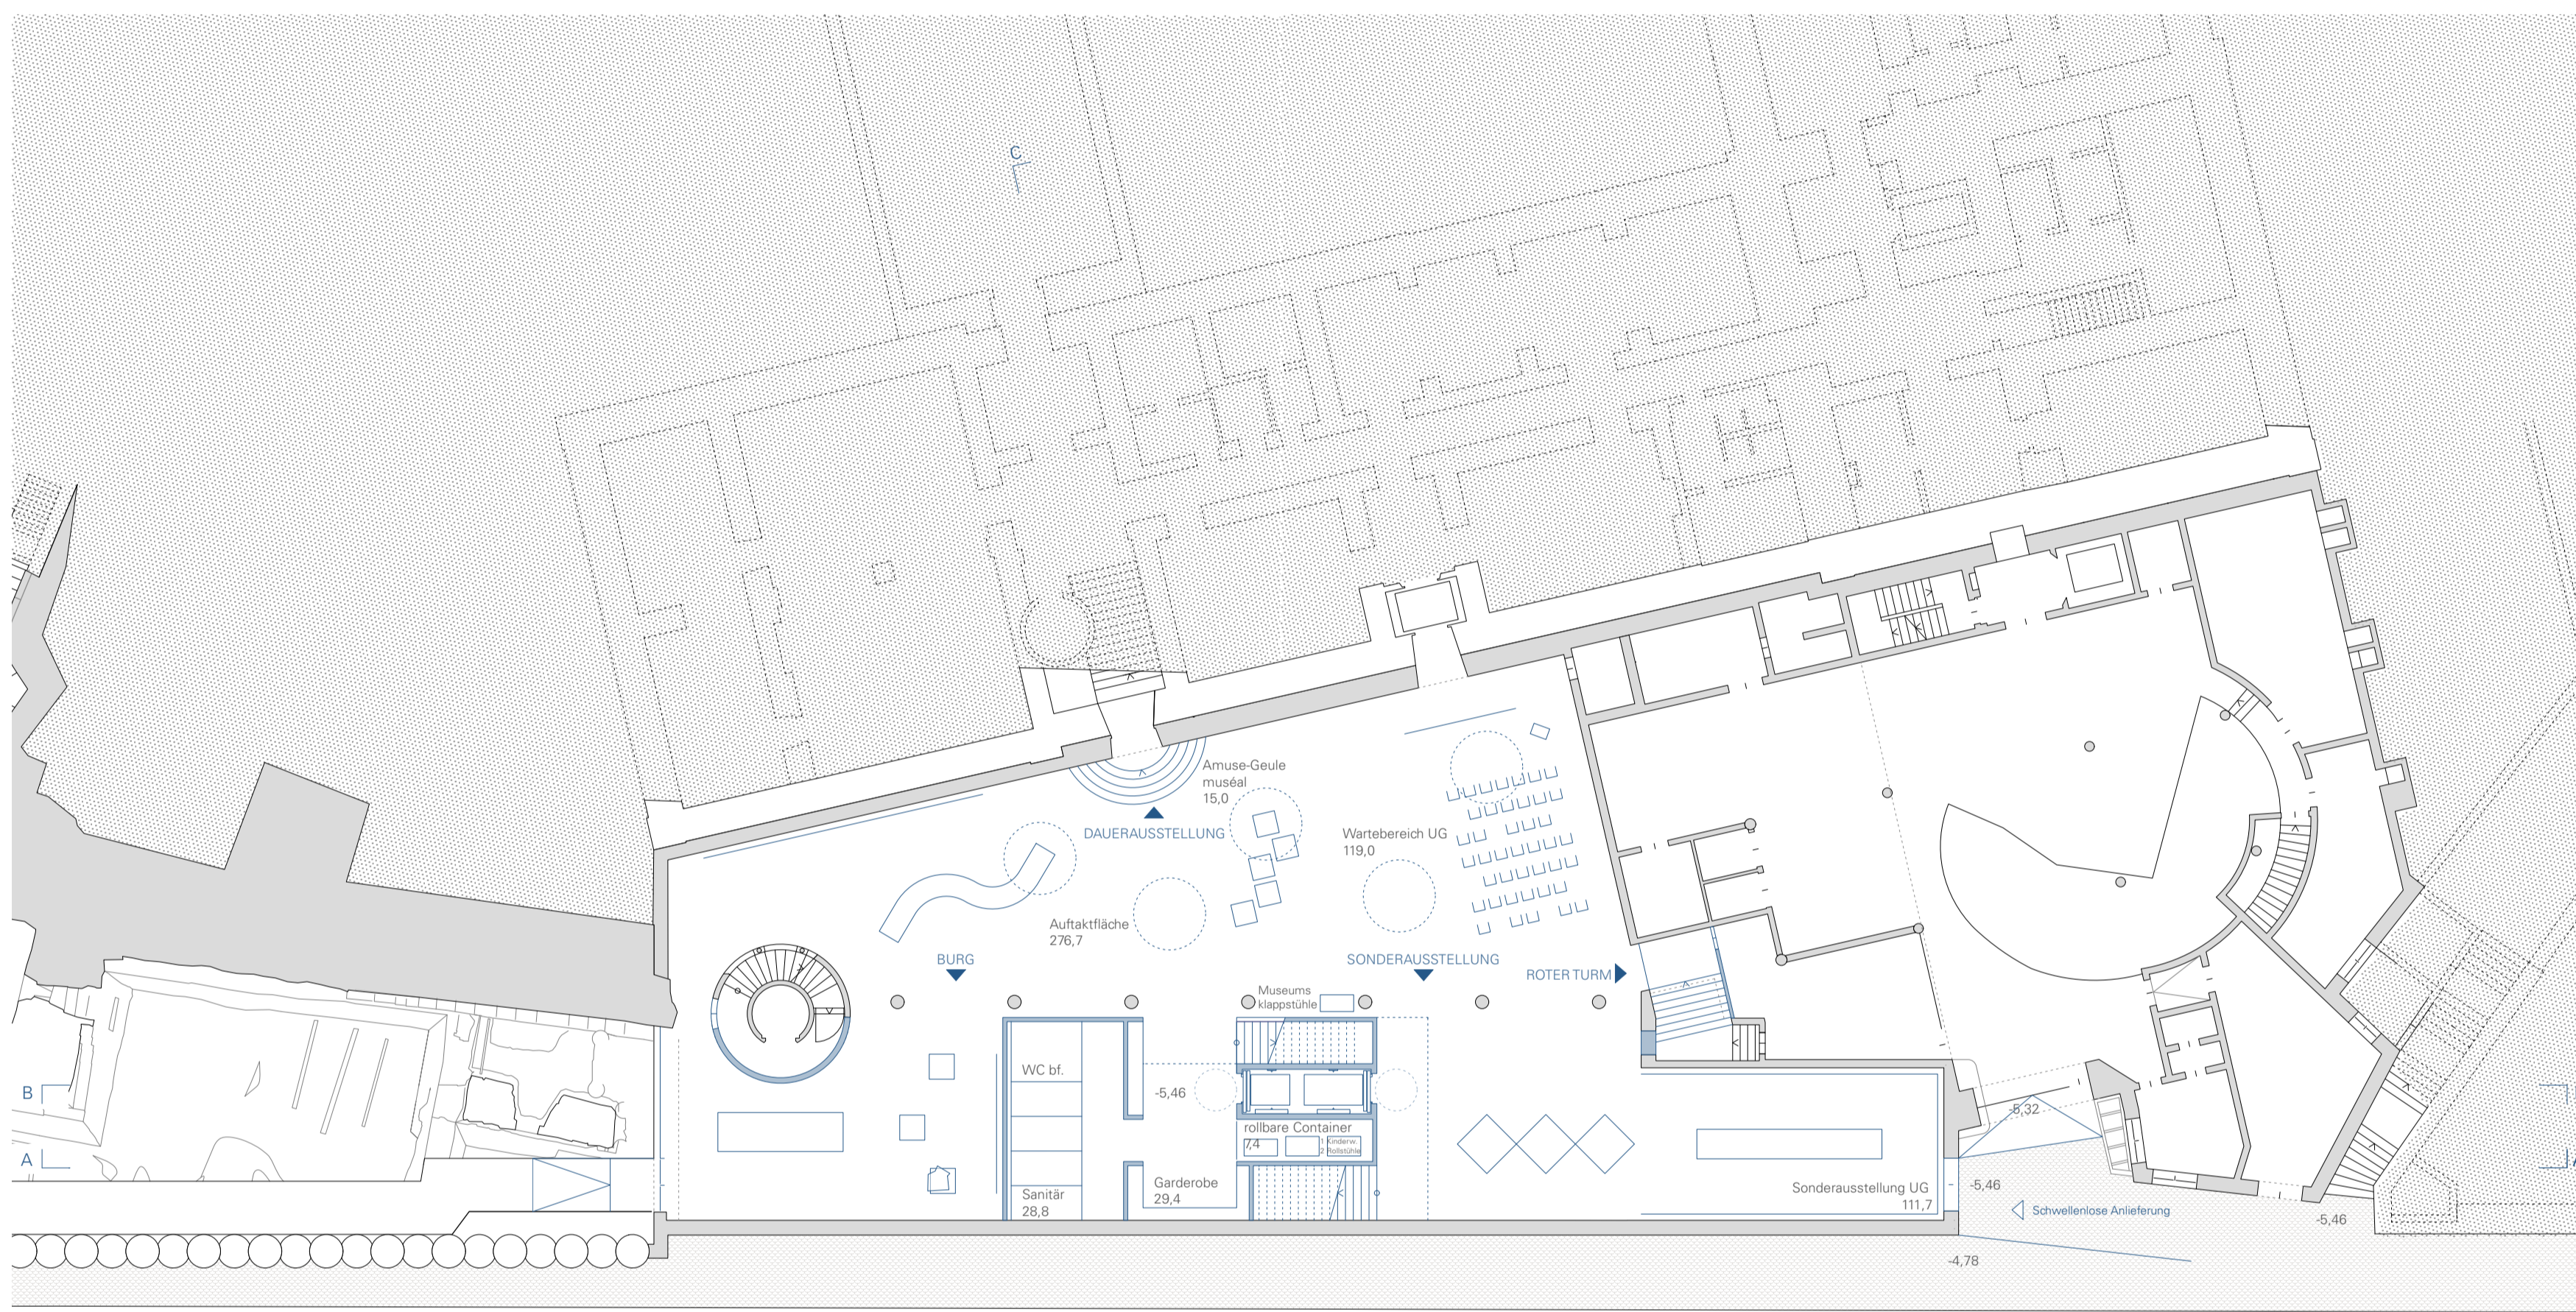 C
Amuse-Geule
muséal
15,0
DAUERAUSSTELLUNG
Wartebereich UG
119,0
Auftaktfläche
276,7
BURG
SONDERAUSSTELLUNG
ROTER TURM
Museums
klappstühle
WC bf.
-5,46
B
A
rollbare Container
7,4
1 Kinderw.
2 Rollstühle
Sanitär
28,8
Garderobe
29,4
Sonderausstellung UG
111,7
-5,32
-5,46
Schwellenlose Anlieferung
-5,46
-4,78